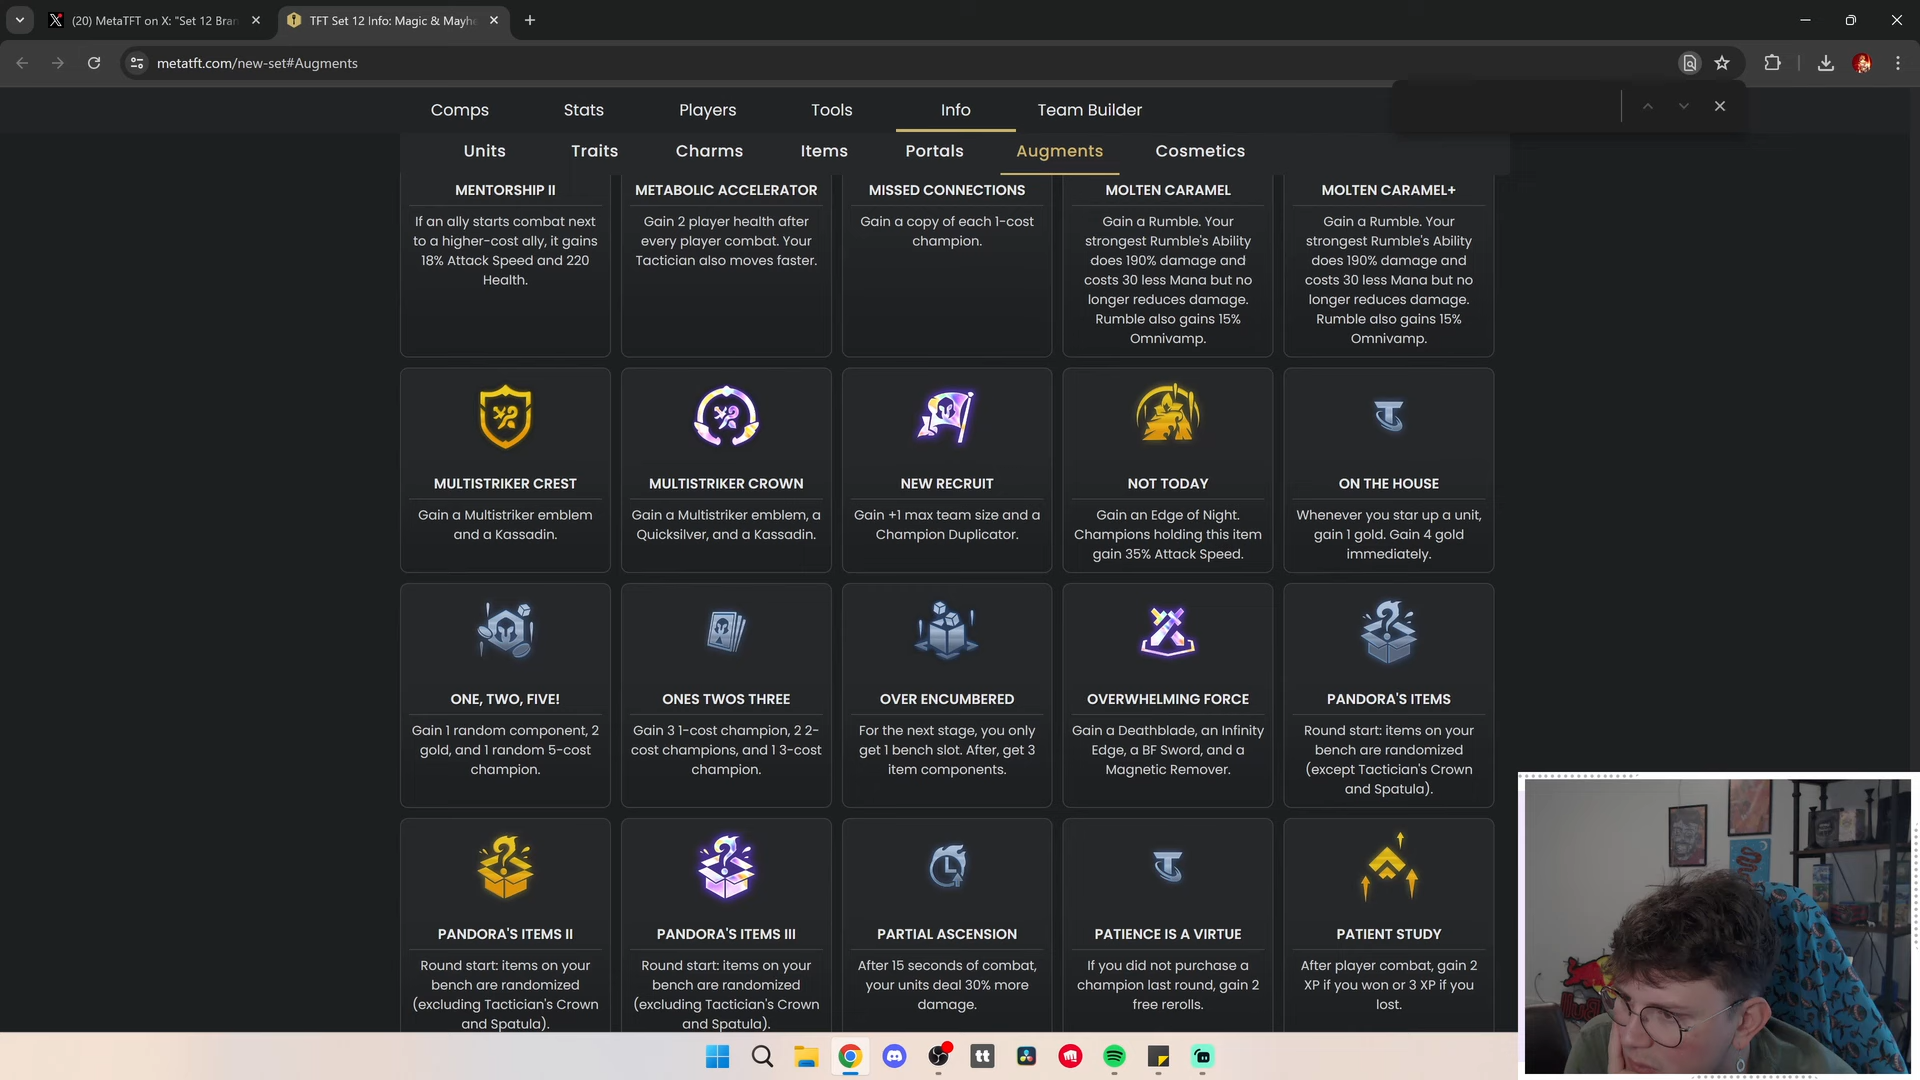 (20) MetaTFT on X: "Set 12 Bran
TFT Set 12 Info: Magic & Mayhe
metatft.com/new-set#Augments
Comps Stats Players Tools Info Team Builder
Units Traits Charms Items Portals Augments Cosmetics
MENTORSHIP II
If an ally starts combat next
to a higher-cost ally, it gains
18% Attack Speed and 220
Health.
METABOLIC ACCELERATOR
Gain 2 player health after
every player combat. Your
Tactician also moves faster.
MISSED CONNECTIONS
Gain a copy of each 1-cost
champion.
MOLTEN CARAMEL
Gain a Rumble. Your
strongest Rumble's Ability
does 190% damage and
costs 30 less Mana but no
longer reduces damage.
Rumble also gains 15%
Omnivamp.
MOLTEN CARAMEL+
Gain a Rumble. Your
strongest Rumble's Ability
does 190% damage and
costs 30 less Mana but no
longer reduces damage.
Rumble also gains 15%
Omnivamp.
MULTISTRIKER CREST
Gain a Multistriker emblem
and a Kassadin.
MULTISTRIKER CROWN
Gain a Multistriker emblem, a
Quicksilver, and a Kassadin.
NEW RECRUIT
Gain +1 max team size and a
Champion Duplicator.
NOT TODAY
Gain an Edge of Night.
Champions holding this item
gain 35% Attack Speed.
ON THE HOUSE
Whenever you star up a unit,
gain 1 gold. Gain 4 gold
immediately.
ONE, TWO, FIVE!
Gain 1 random component, 2
gold, and 1 random 5-cost
champion.
ONES TWOS THREE
Gain 3 1-cost champion, 2 2-
cost champions, and 1 3-cost
champion.
OVER ENCUMBERED
For the next stage, you only
get 1 bench slot. After, get 3
item components.
OVERWHELMING FORCE
Gain a Deathblade, an Infinity
Edge, a BF Sword, and a
Magnetic Remover.
PANDORA'S ITEMS
Round start: items on your
bench are randomized
(except Tactician's Crown
and Spatula).
PANDORA'S ITEMS II
Round start: items on your
bench are randomized
(excluding Tactician's Crown
and Spatula).
PANDORA'S ITEMS III
Round start: items on your
bench are randomized
(excluding Tactician's Crown
and Spatula).
PARTIAL ASCENSION
After 15 seconds of combat,
your units deal 30% more
damage.
PATIENCE IS A VIRTUE
If you did not purchase a
champion last round, gain 2
free rerolls.
PATIENT STUDY
After player combat, gain 2
XP if you won or 3 XP if you
lost.